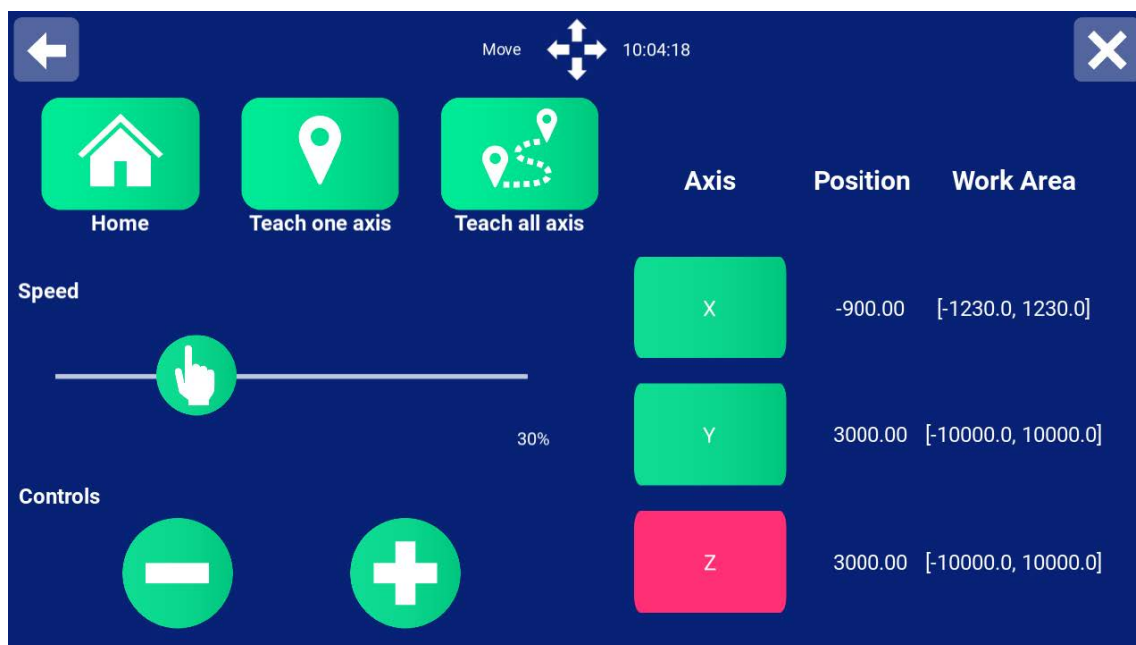 Move 10:04:18
Home Teach one axis Teach all axis
Axis Position Work Area
Speed
X -900.00 [-1230.0, 1230.0]
30%
Y 3000.00 [-10000.0, 10000.0]
Controls
Z 3000.00 [-10000.0, 10000.0]